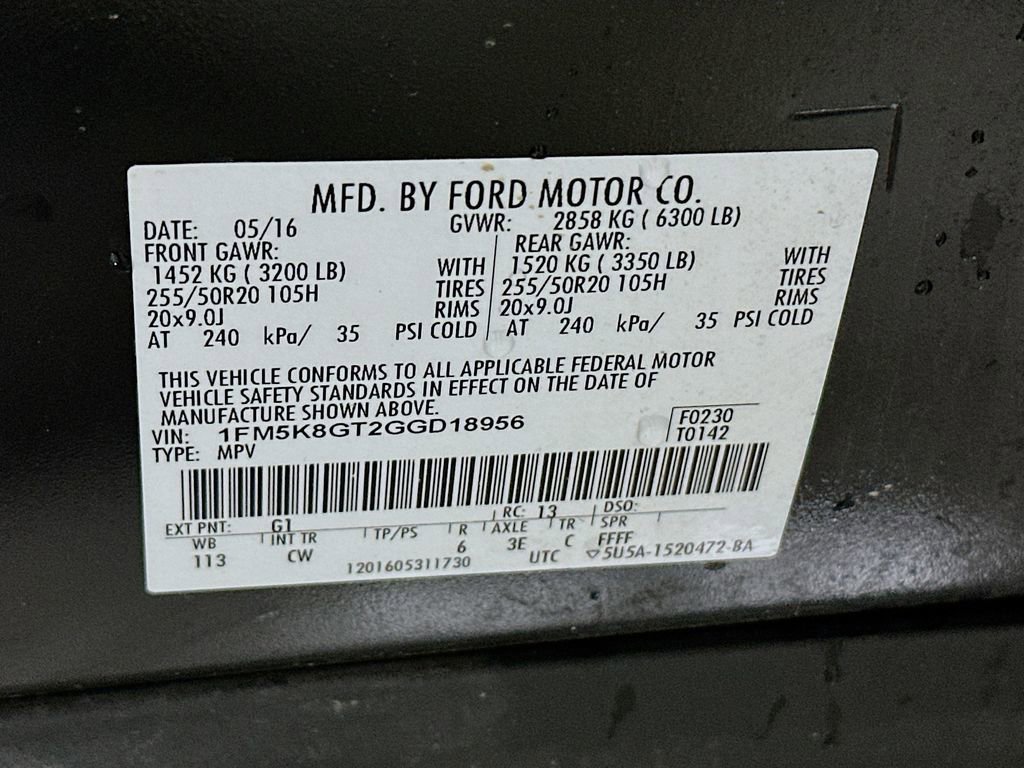 MFD. BY FORD MOTOR CO.
DATE: 05/16 GVWR: 2858 KG ( 6300 LB)
FRONT GAWR: REAR GAWR:
1452 KG ( 3200 LB) WITH 1520 KG ( 3350 LB) WITH
255/50R20 105H TIRES 255/50R20 105H TIRES
20x9.0J RIMS 20x9.0J RIMS
AT 240 kPa/ 35 PSI COLD AT 240 kPa/ 35 PSI COLD
THIS VEHICLE CONFORMS TO ALL APPLICABLE FEDERAL MOTOR
VEHICLE SAFETY STANDARDS IN EFFECT ON THE DATE OF
MANUFACTURE SHOWN ABOVE.
VIN: 1FM5K8GT2GGD18956 F0230
TYPE: MPV T0142
EXT PNT: G1 RC: 13 DSO:
WB INT TR TP/PS R AXLE TR SPR
113 CW 6 3E C FFFF
1201605311730 UTC ▽5U5A-1520472-BA